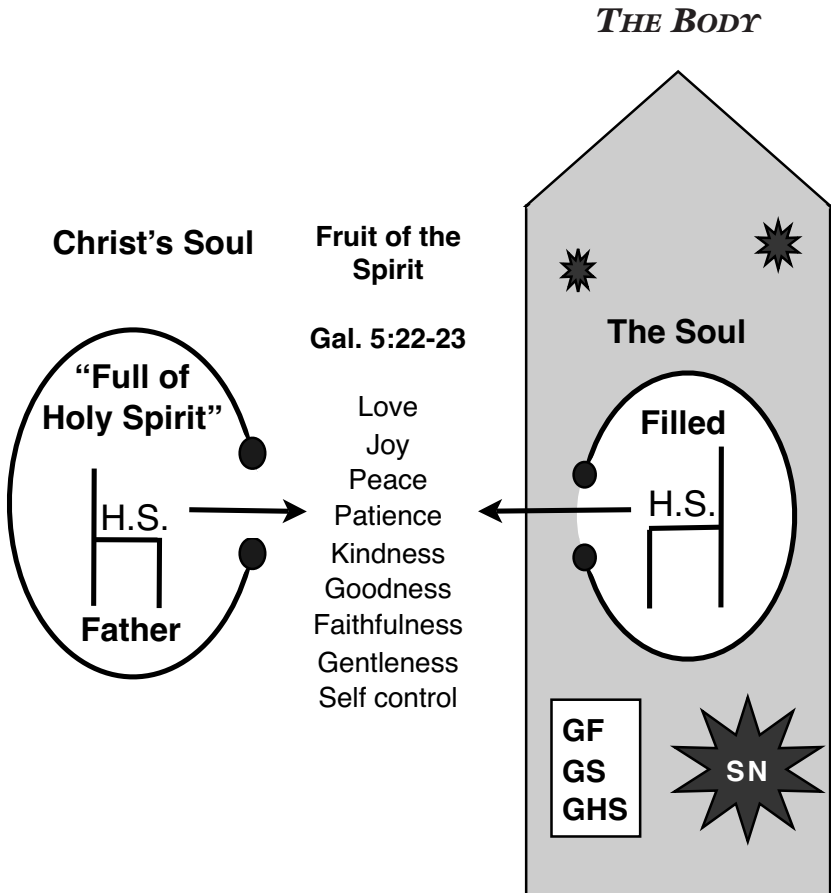 THE BODY
Christ's Soul
"Full of
Holy Spirit"
H.S.
Father
Fruit of the
Spirit
Gal. 5:22-23
Love
Joy
Peace
Patience
Kindness
Goodness
Faithfulness
Gentleness
Self control
The Soul
Filled
H.S.
GF
GS
GHS
SN